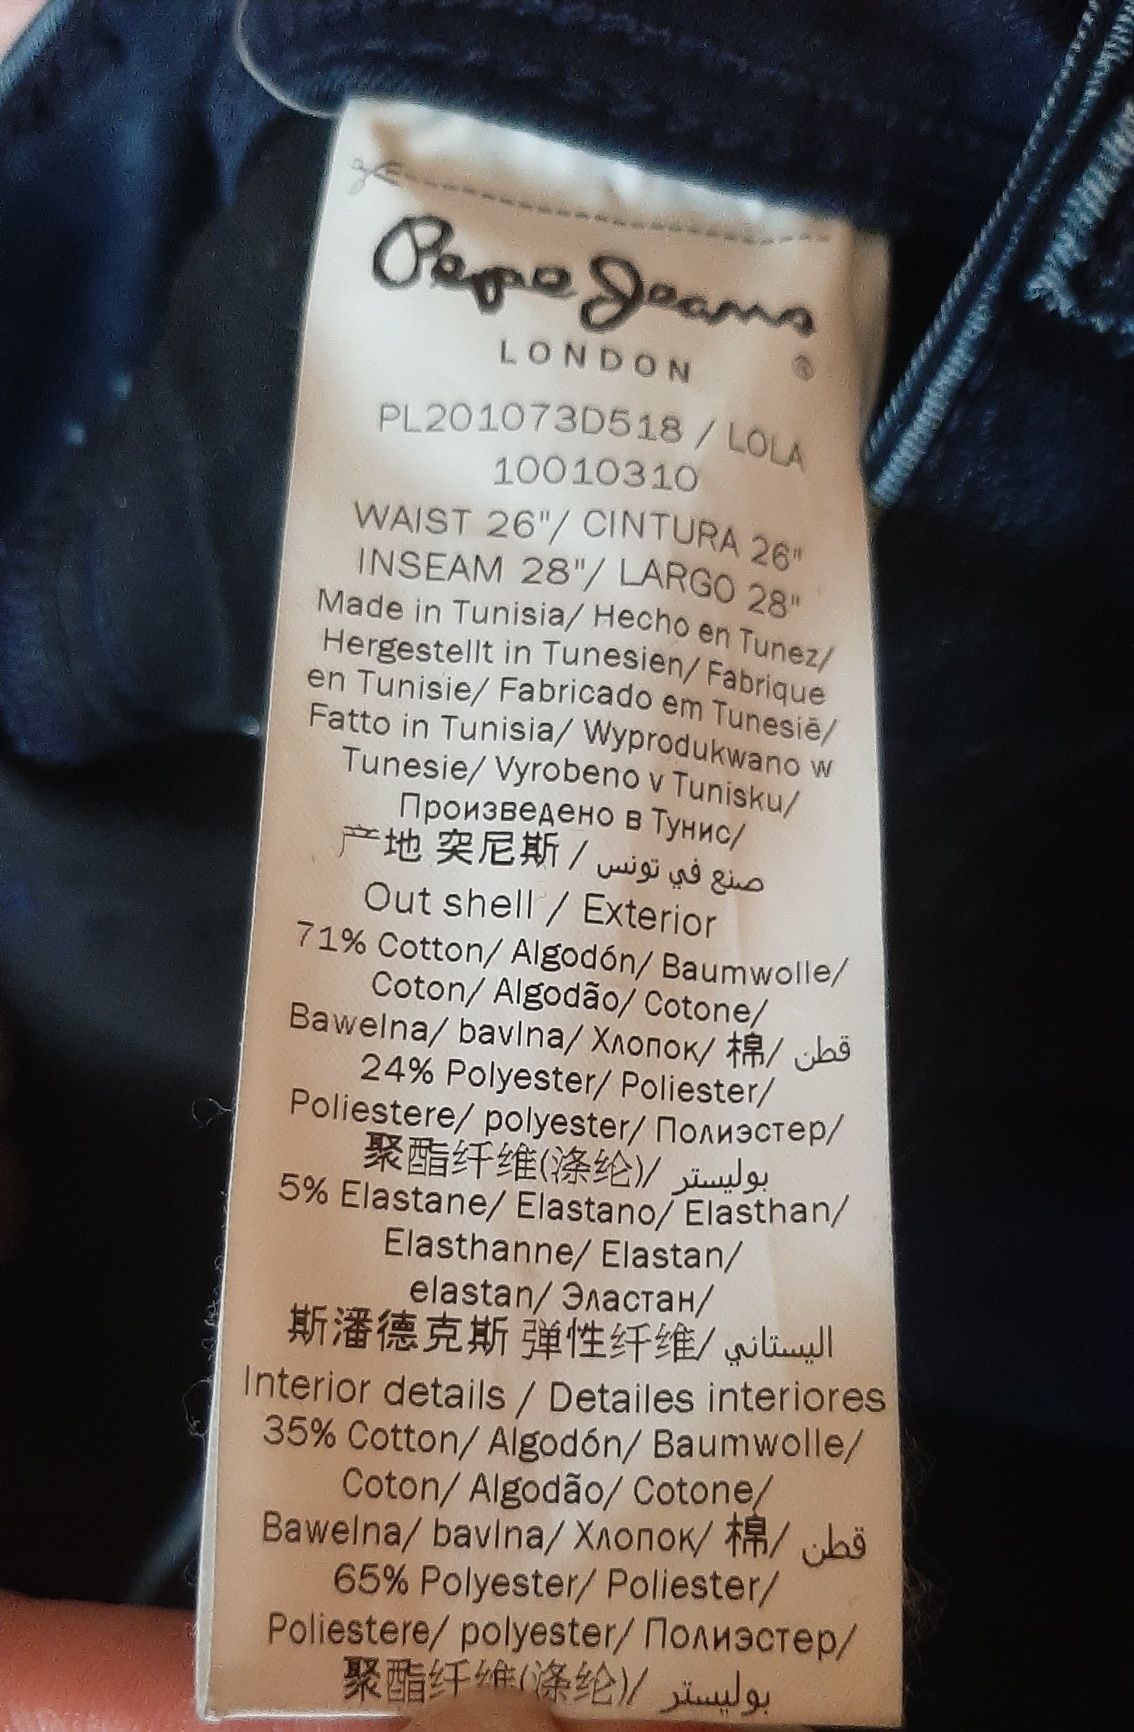 Pepe Jeans
LONDON ®
PL201073D518 / LOLA
10010310
WAIST 26"/ CINTURA 26"
INSEAM 28"/ LARGO 28"
Made in Tunisia/ Hecho en Tunez/
Hergestellt in Tunesien/ Fabrique
en Tunisie/ Fabricado em Tunesië/
Fatto in Tunisia/ Wyprodukwano w
Tunesie/ Vyrobeno v Tunisku/
Произведено в Тунис/
产地 突尼斯 / صنع في تونس
Out shell / Exterior
71% Cotton/ Algodón/ Baumwolle/
Coton/ Algodão/ Cotone/
Bawelna/ bavlna/ Хлопок/ 棉/ قطن
24% Polyester/ Poliester/
Poliestere/ polyester/ Полиэстер/
聚酯纤维(涤纶)/ بوليستر
5% Elastane/ Elastano/ Elasthan/
Elasthanne/ Elastan/
elastan/ Эластан/
斯潘德克斯 弹性纤维/ اليستاني
Interior details / Detailes interiores
35% Cotton/ Algodón/ Baumwolle/
Coton/ Algodão/ Cotone/
Bawelna/ bavlna/ Хлопок/ 棉/ قطن
65% Polyester/ Poliester/
Poliestere/ polyester/ Полиэстер/
聚酯纤维(涤纶)/ بوليستر